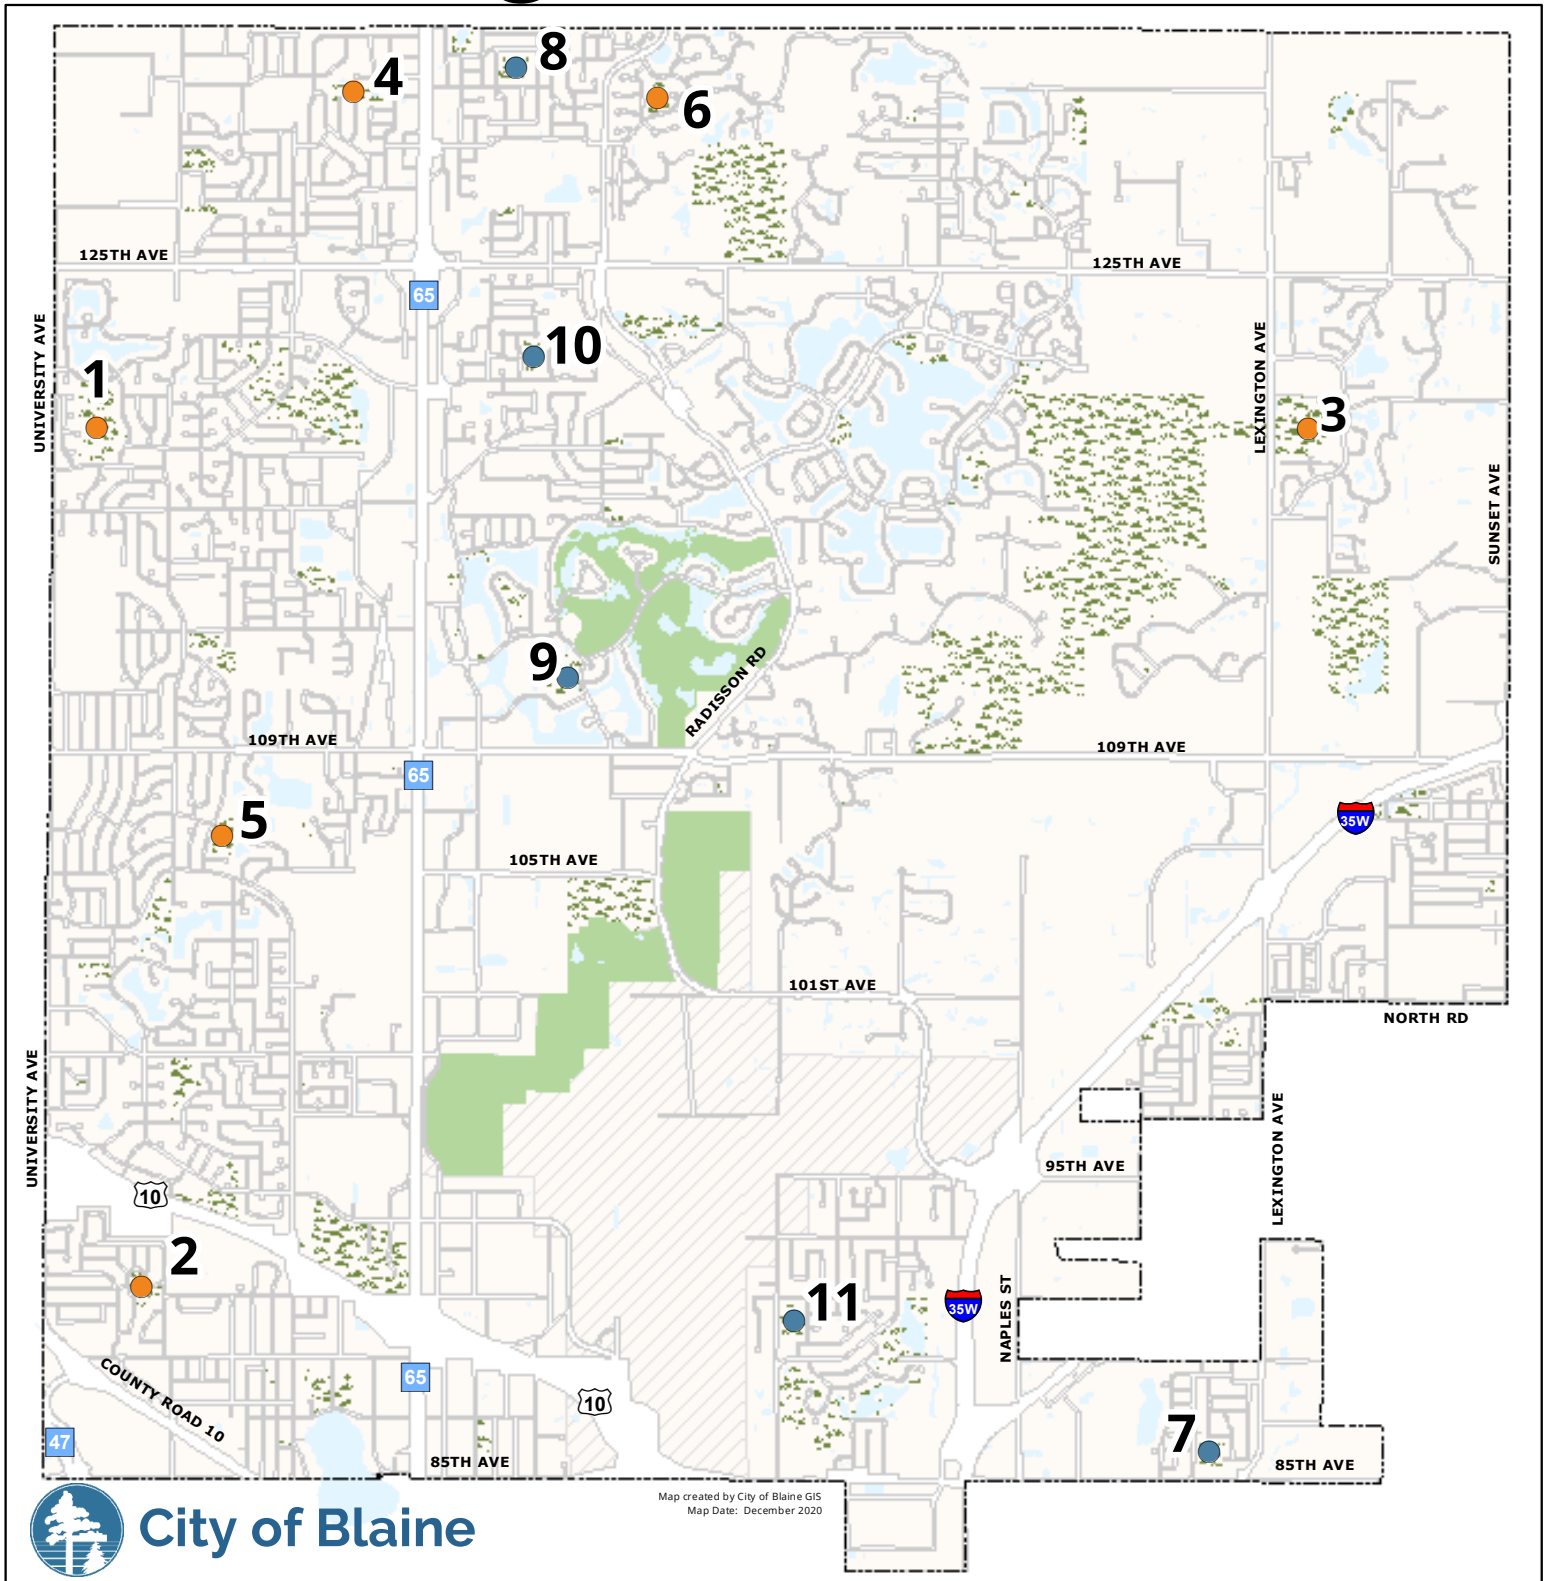 8
4
6
125TH AVE
125TH AVE
65
10
UNIVERSITY AVE
LEXINGTON AVE
1
3
SUNSET AVE
9
RADISSON RD
109TH AVE
109TH AVE
65
5
35W
105TH AVE
101ST AVE
NORTH RD
UNIVERSITY AVE
LEXINGTON AVE
95TH AVE
10
2
11
35W
NAPLES ST
COUNTY ROAD 10
65
10
47
7
85TH AVE
85TH AVE
Map created by City of Blaine GIS
Map Date: December 2020
City of Blaine